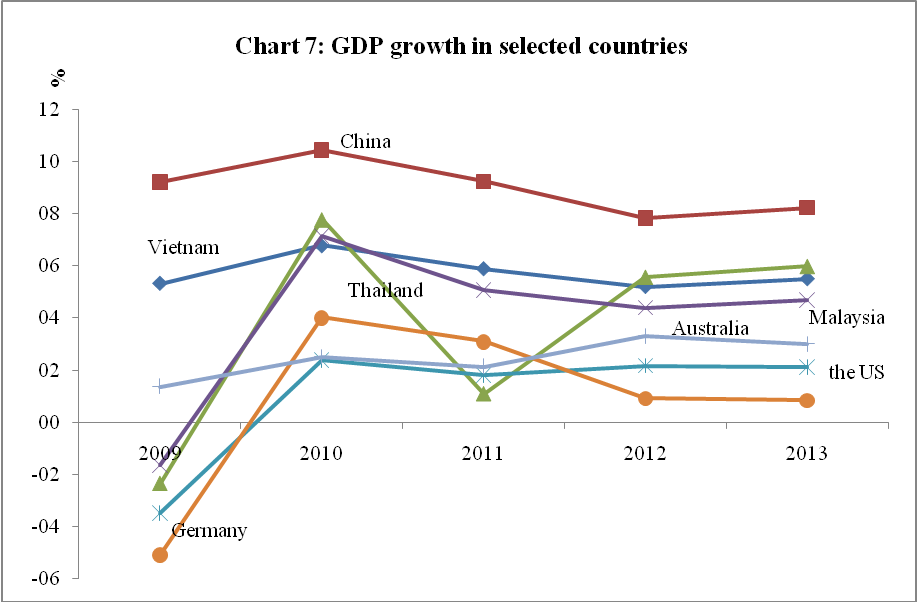 Chart 7: GDP growth in selected countries
%
12
10
08
06
04
02
00
-02
-04
-06
China
Vietnam
Thailand
Malaysia
Australia
the US
Germany
2009 2010 2011 2012 2013